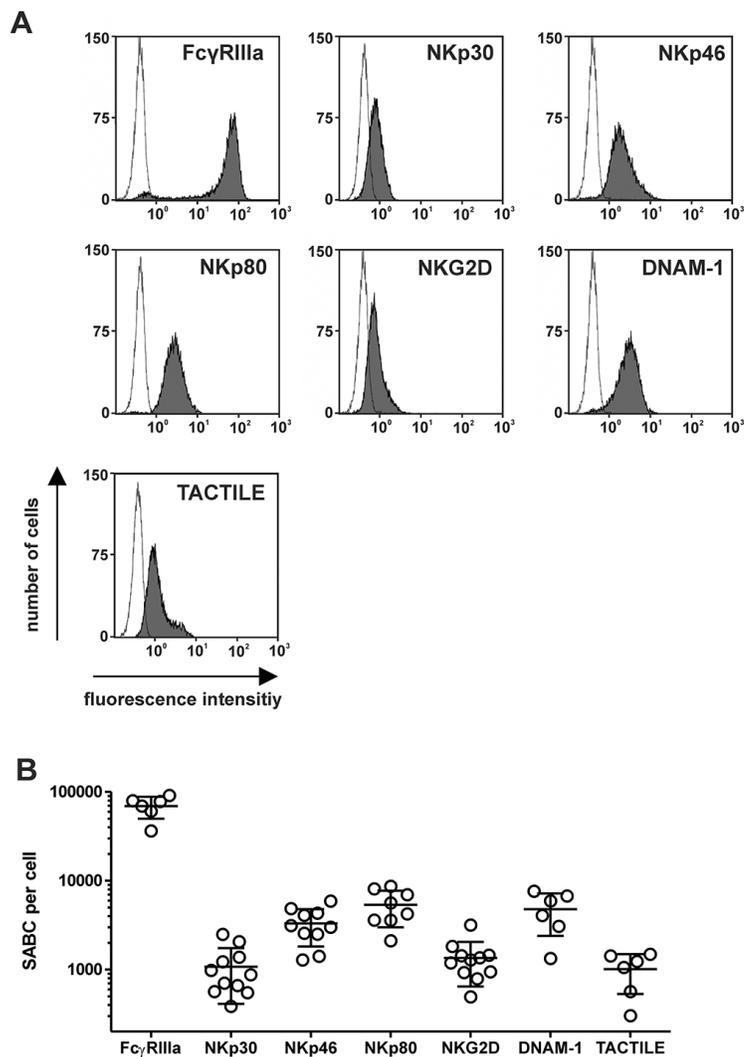 A
150 FcγRIIIa
75
0
10⁰ 10¹ 10² 10³
150 NKp30
75
0
10⁰ 10¹ 10² 10³
150 NKp46
75
0
10⁰ 10¹ 10² 10³
150 NKp80
75
0
10⁰ 10¹ 10² 10³
150 NKG2D
75
0
10⁰ 10¹ 10² 10³
150 DNAM-1
75
0
10⁰ 10¹ 10² 10³
150 TACTILE
75
0
10⁰ 10¹ 10² 10³
number of cells
fluorescence intensitiy
B
SABC per cell
100000
10000
1000
FcγRIIIa NKp30 NKp46 NKp80 NKG2D DNAM-1 TACTILE